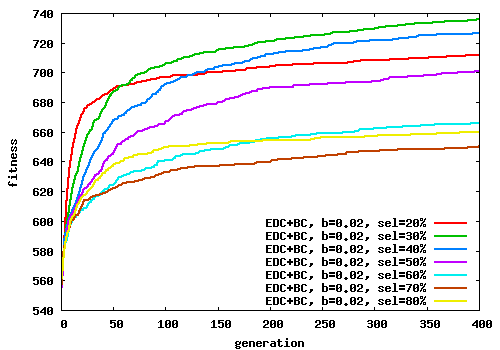 740
720
700
680
660
640
620
600
580
560
540
fitness
0 50 100 150 200 250 300 350 400
generation
EDC+BC, b=0.02, sel=20%
EDC+BC, b=0.02, sel=30%
EDC+BC, b=0.02, sel=40%
EDC+BC, b=0.02, sel=50%
EDC+BC, b=0.02, sel=60%
EDC+BC, b=0.02, sel=70%
EDC+BC, b=0.02, sel=80%